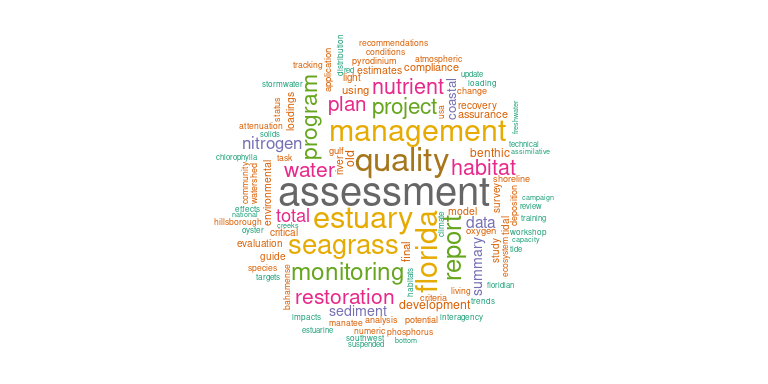 recommendations
conditions
distribution
application
tracking
pyrodinium
atmospheric
red
light
estimates
compliance
update
stormwater
program
using
nutrient
coastal
loading
change
status
loadings
plan
project
usa
recovery
assurance
freshwater
attenuation
solids
management
nitrogen
gulf
old
river
quality
benthic
technical
assimilative
chlorophylla
task
community
watershed
environmental
water
habitat
shoreline
assessment
survey
deposition
campaign
review
effects
national
hillsborough
oyster
total
creeks
critical
estuary
florida
climate
model
report
data
oxygen
tidal
training
workshop
capacity
tide
evaluation
seagrass
guide
final
summary
study
ecosystem
species
targets
monitoring
habitats
bahamense
restoration
living
criteria
floridian
development
trends
impacts
sediment
manatee
analysis
potential
interagency
estuarine
numeric
phosphorus
southwest
suspended
bottom